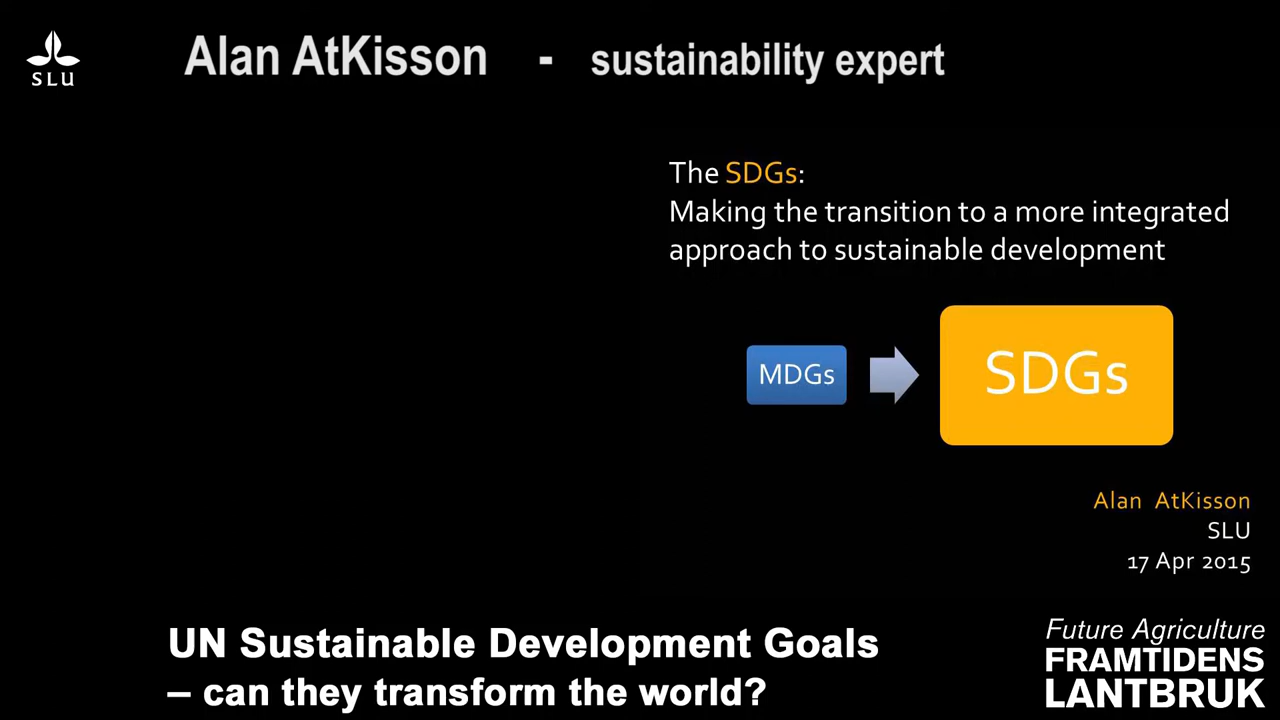 SLU
Alan AtKisson - sustainability expert
The SDGs:
Making the transition to a more integrated
approach to sustainable development
MDGs
SDGs
Alan AtKisson
SLU
17 Apr 2015
UN Sustainable Development Goals
– can they transform the world?
Future Agriculture
FRAMTIDENS
LANTBRUK